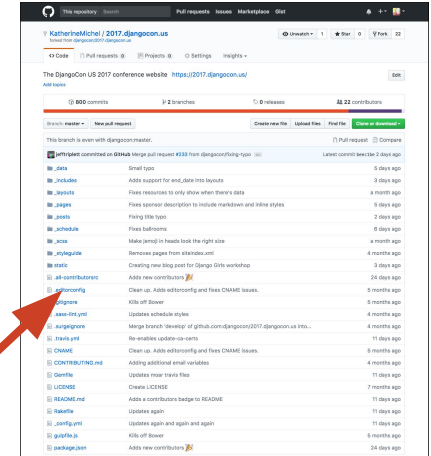 This repository Search Pull requests Issues Marketplace Gist
KatherineMichel / 2017.djangocon.us Unwatch 1 Star 0 Fork 22
forked from djangocon/2017.djangocon.us
Code Pull requests 0 Projects 0 Settings Insights
The DjangoCon US 2017 conference website https://2017.djangocon.us/ Edit
Add topics
800 commits 2 branches 0 releases 22 contributors
Branch: master New pull request Create new file Upload files Find file Clone or download
This branch is even with djangocon:master. Pull request Compare
jefftriplett committed on GitHub Merge pull request #233 from djangocon/fixing-typo ... Latest commit 2 days ago
_data Small typo 5 days ago
_includes Adds support for end_date into layouts 3 days ago
_layouts Fixes resources to only show when there's data a month ago
_pages Fixes sponsor description to include markdown and inline styles 5 days ago
_posts Fixing title typo 2 days ago
_schedule Fixes ballrooms 6 days ago
_scss Make jemoji in heads look the right size a month ago
_styleguide Removes pages from siteindex.xml 4 months ago
static Creating new blog post for Django Girls workshop 3 days ago
.all-contributorsrc Adds new contributors 24 days ago
.editorconfig Clean up. Adds editorconfig and fixes CNAME issues. 5 months ago
.gitignore Kills off Bower 5 months ago
.sass-lint.yml Updates schedule styles 4 months ago
.surgeignore Merge branch 'develop' of github.com:djangocon/2017.djangocon.us into... 4 months ago
.travis.yml Re-enables update-ca-certs 11 days ago
CNAME Clean up. Adds editorconfig and fixes CNAME issues. 5 months ago
CONTRIBUTING.md Adding additional email variables 4 months ago
Gemfile Updates moar travis files 11 days ago
LICENSE Create LICENSE 7 months ago
README.md Adds a contributors badge to README 11 days ago
Rakefile Updates again 11 days ago
_config.yml Updates again and again and again 11 days ago
gulpfile.js Kills off Bower 5 months ago
package.json Adds new contributors 24 days ago